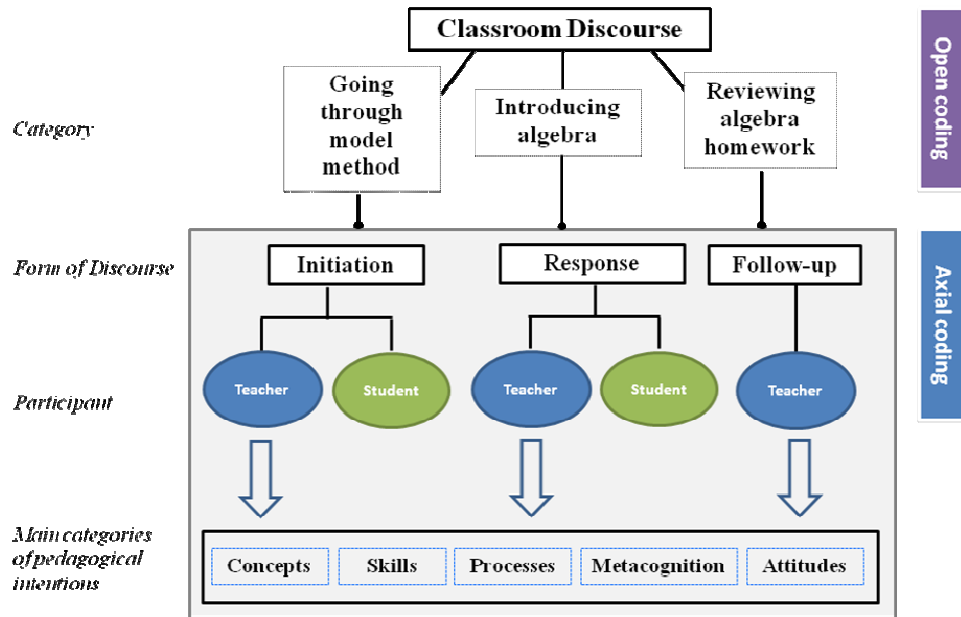 Classroom Discourse
Open coding
Category
Going
through
model
method
Introducing
algebra
Reviewing
algebra
homework
Form of Discourse
Initiation
Response
Follow-up
Axial coding
Participant
Teacher
Student
Teacher
Student
Teacher
Main categories
of pedagogical
intentions
Concepts
Skills
Processes
Metacognition
Attitudes